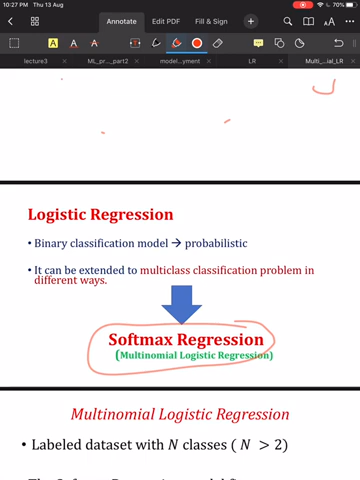 10:27 PM Thu 13 Aug
Annotate Edit PDF Fill & Sign
lecture3 ML_pr..._part2 model...yment LR Multi_...ial_LR
Logistic Regression
• Binary classification model → probabilistic
• It can be extended to multiclass classification problem in
different ways.
Softmax Regression
(Multinomial Logistic Regression)
Multinomial Logistic Regression
• Labeled dataset with N classes ( N > 2)